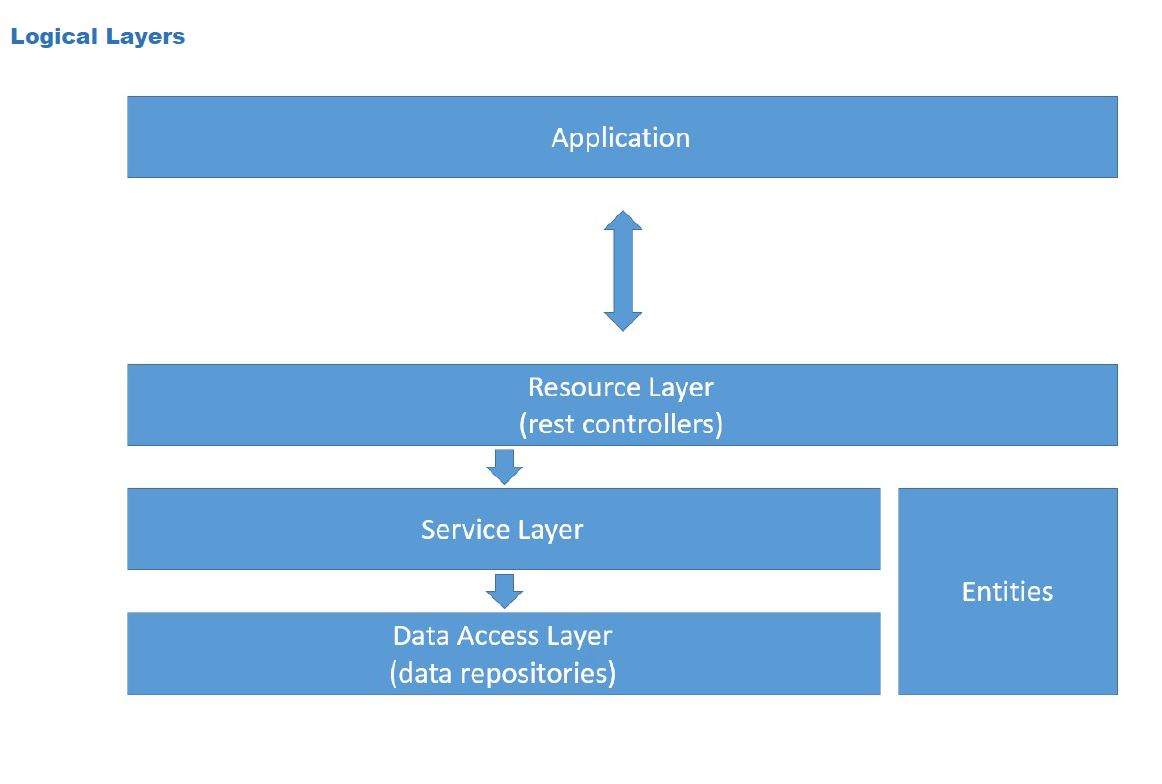 Logical Layers
Application
Resource Layer
(rest controllers)
Service Layer
Entities
Data Access Layer
(data repositories)